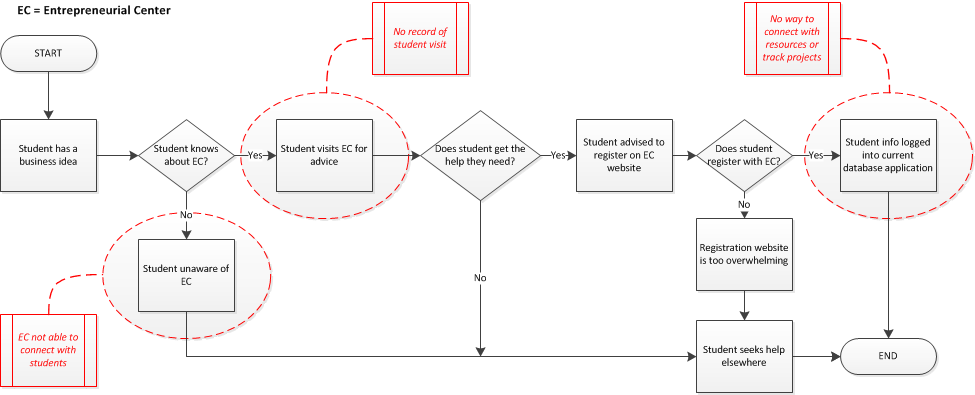 EC = Entrepreneurial Center
START
No record of
student visit
No way to
connect with
resources or
track projects
Student has a
business idea
Student knows
about EC?
Yes
Student visits EC for
advice
Does student get the
help they need?
Yes
Student advised to
register on EC
website
Does student
register with EC?
Yes
Student info logged
into current
database application
No
Student unaware of
EC
No
No
Registration website
is too overwhelming
EC not able to
connect with
students
Student seeks help
elsewhere
END